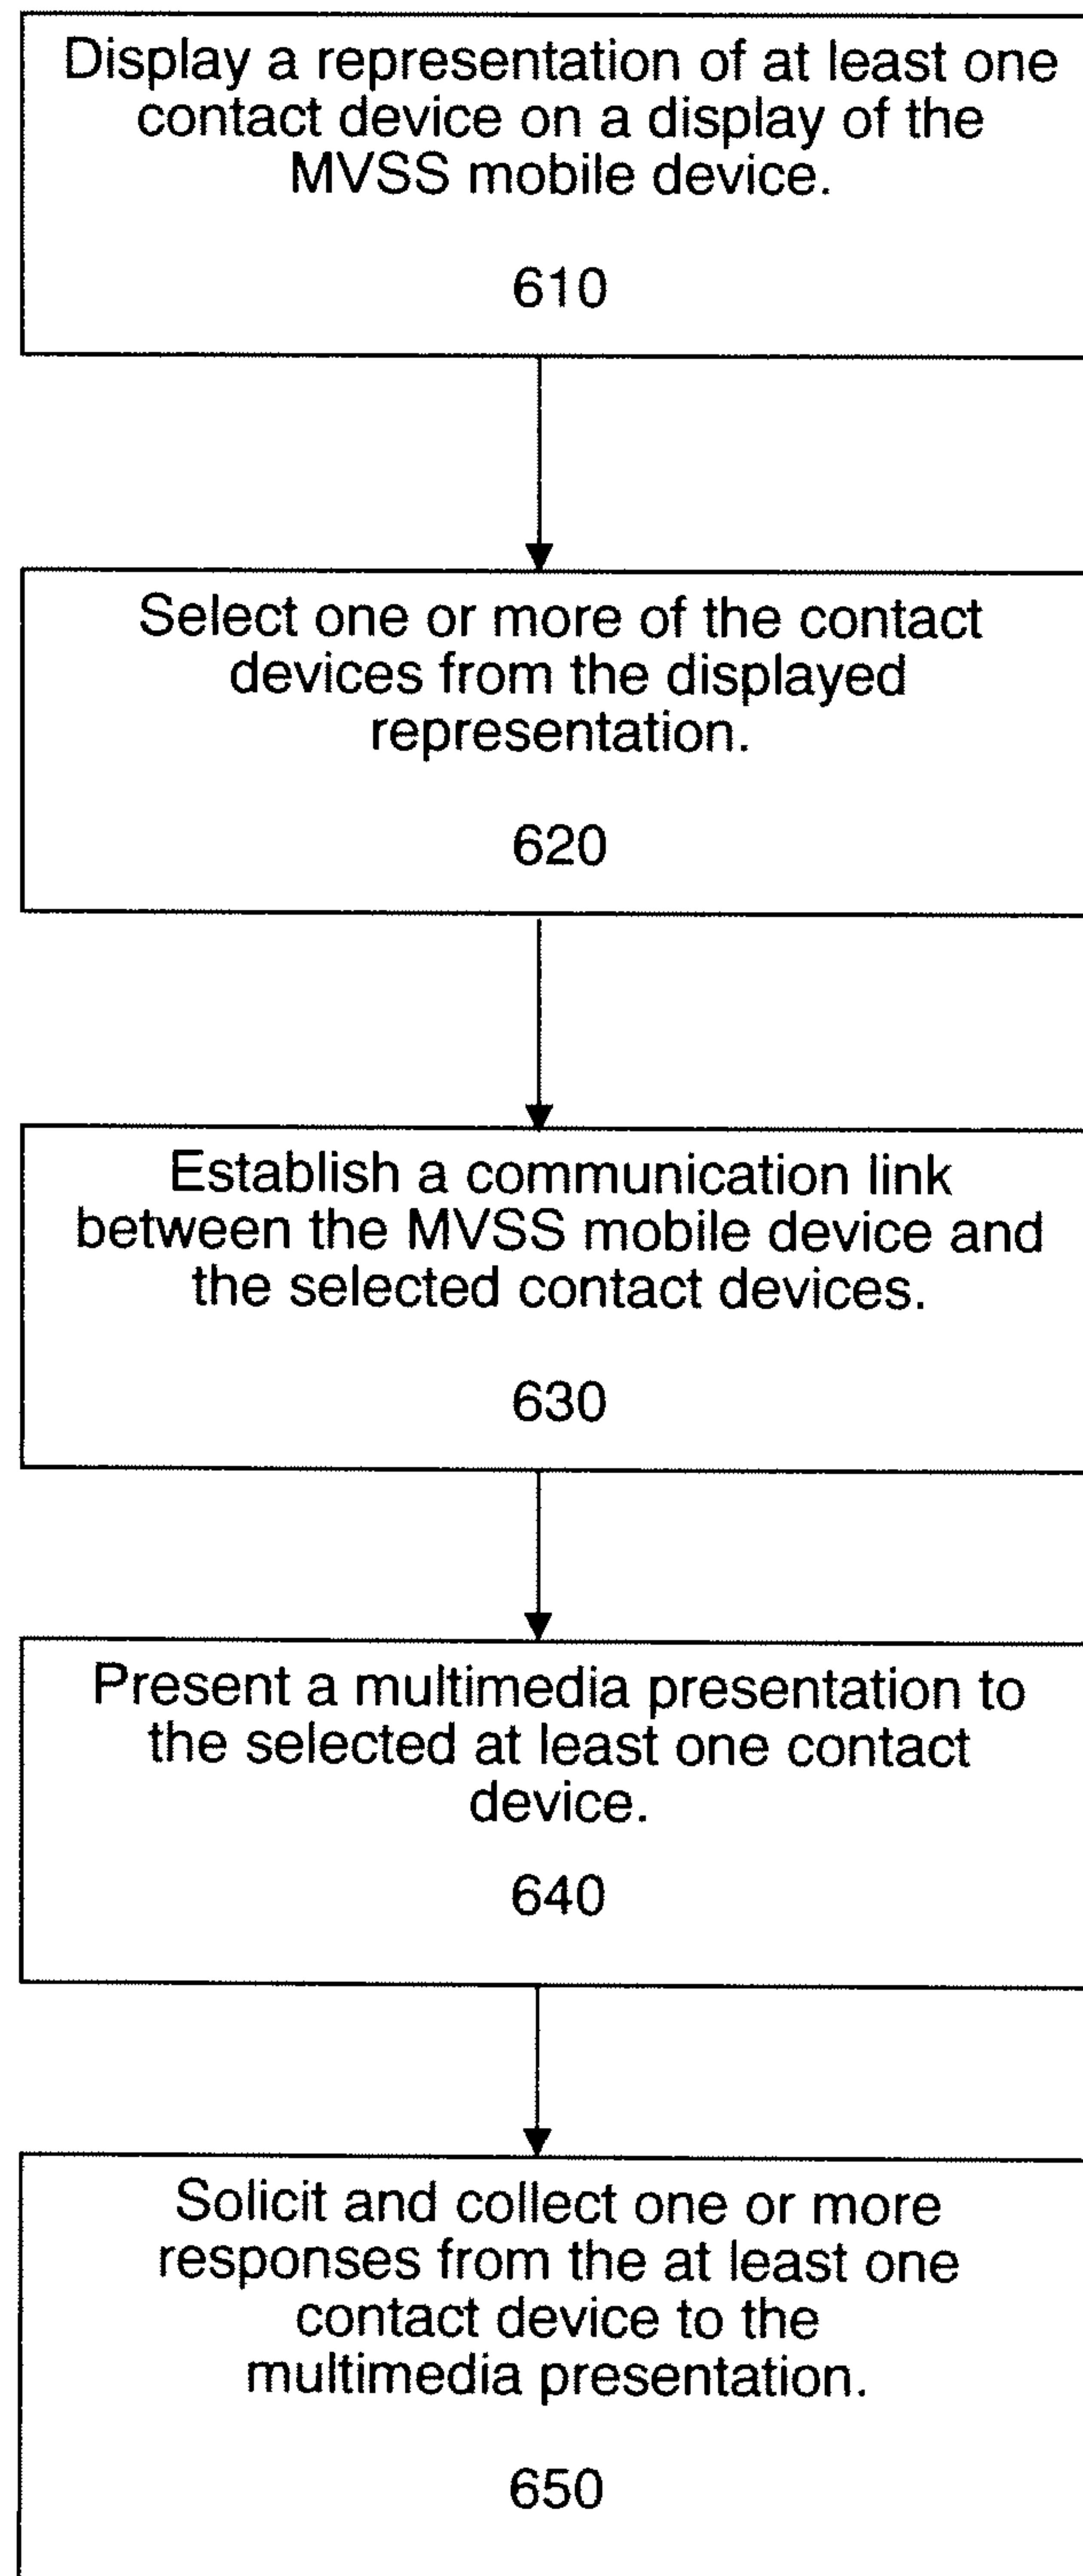 Display a representation of at least one
contact device on a display of the
MVSS mobile device.
610
Select one or more of the contact
devices from the displayed
representation.
620
Establish a communication link
between the MVSS mobile device and
the selected contact devices.
630
Present a multimedia presentation to
the selected at least one contact
device.
640
Solicit and collect one or more
responses from the at least one
contact device to the
multimedia presentation.
650